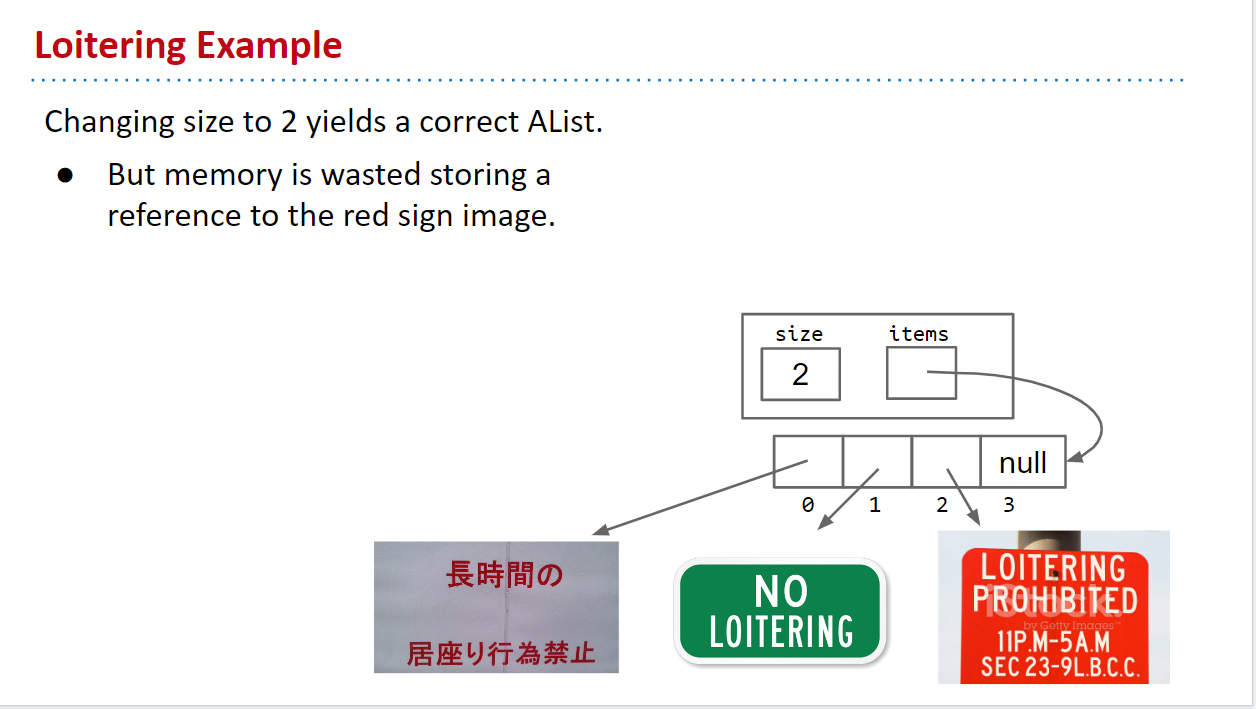 Loitering Example
Changing size to 2 yields a correct AList.
● But memory is wasted storing a
reference to the red sign image.
size items
2
null
0 1 2 3
長時間の
居座り行為禁止
NO
LOITERING
LOITERING
PROHIBITED
iStock.
by Getty Images™
11P.M-5A.M
SEC 23-9L.B.C.C.